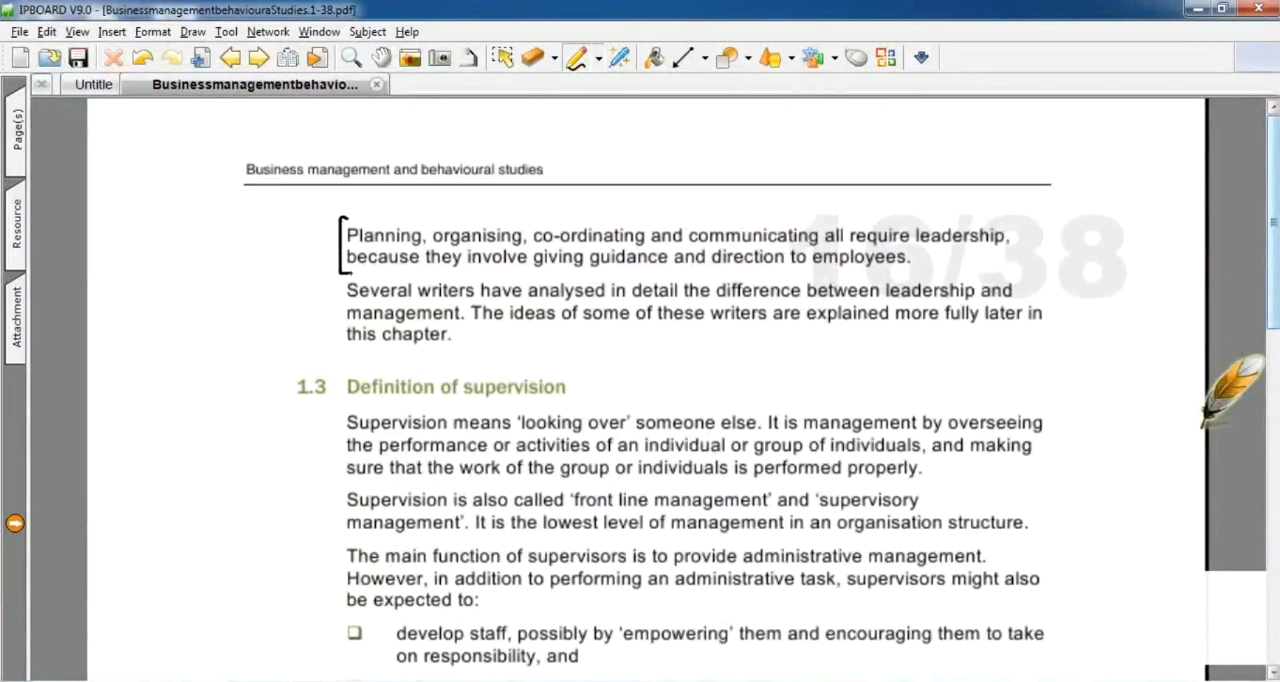 IPBOARD V9.0 - [BusinessmanagementbehaviouraStudies.1-38.pdf]
File Edit View Insert Format Draw Tool Network Window Subject Help
Untitle Businessmanagementbehavio...
Page(s)
Resource
Attachment
Business management and behavioural studies
16/38
Planning, organising, co-ordinating and communicating all require leadership,
because they involve giving guidance and direction to employees.
Several writers have analysed in detail the difference between leadership and
management. The ideas of some of these writers are explained more fully later in
this chapter.
1.3 Definition of supervision
Supervision means ‘looking over’ someone else. It is management by overseeing
the performance or activities of an individual or group of individuals, and making
sure that the work of the group or individuals is performed properly.
Supervision is also called ‘front line management’ and ‘supervisory
management’. It is the lowest level of management in an organisation structure.
The main function of supervisors is to provide administrative management.
However, in addition to performing an administrative task, supervisors might also
be expected to:
❑ develop staff, possibly by ‘empowering’ them and encouraging them to take
on responsibility, and